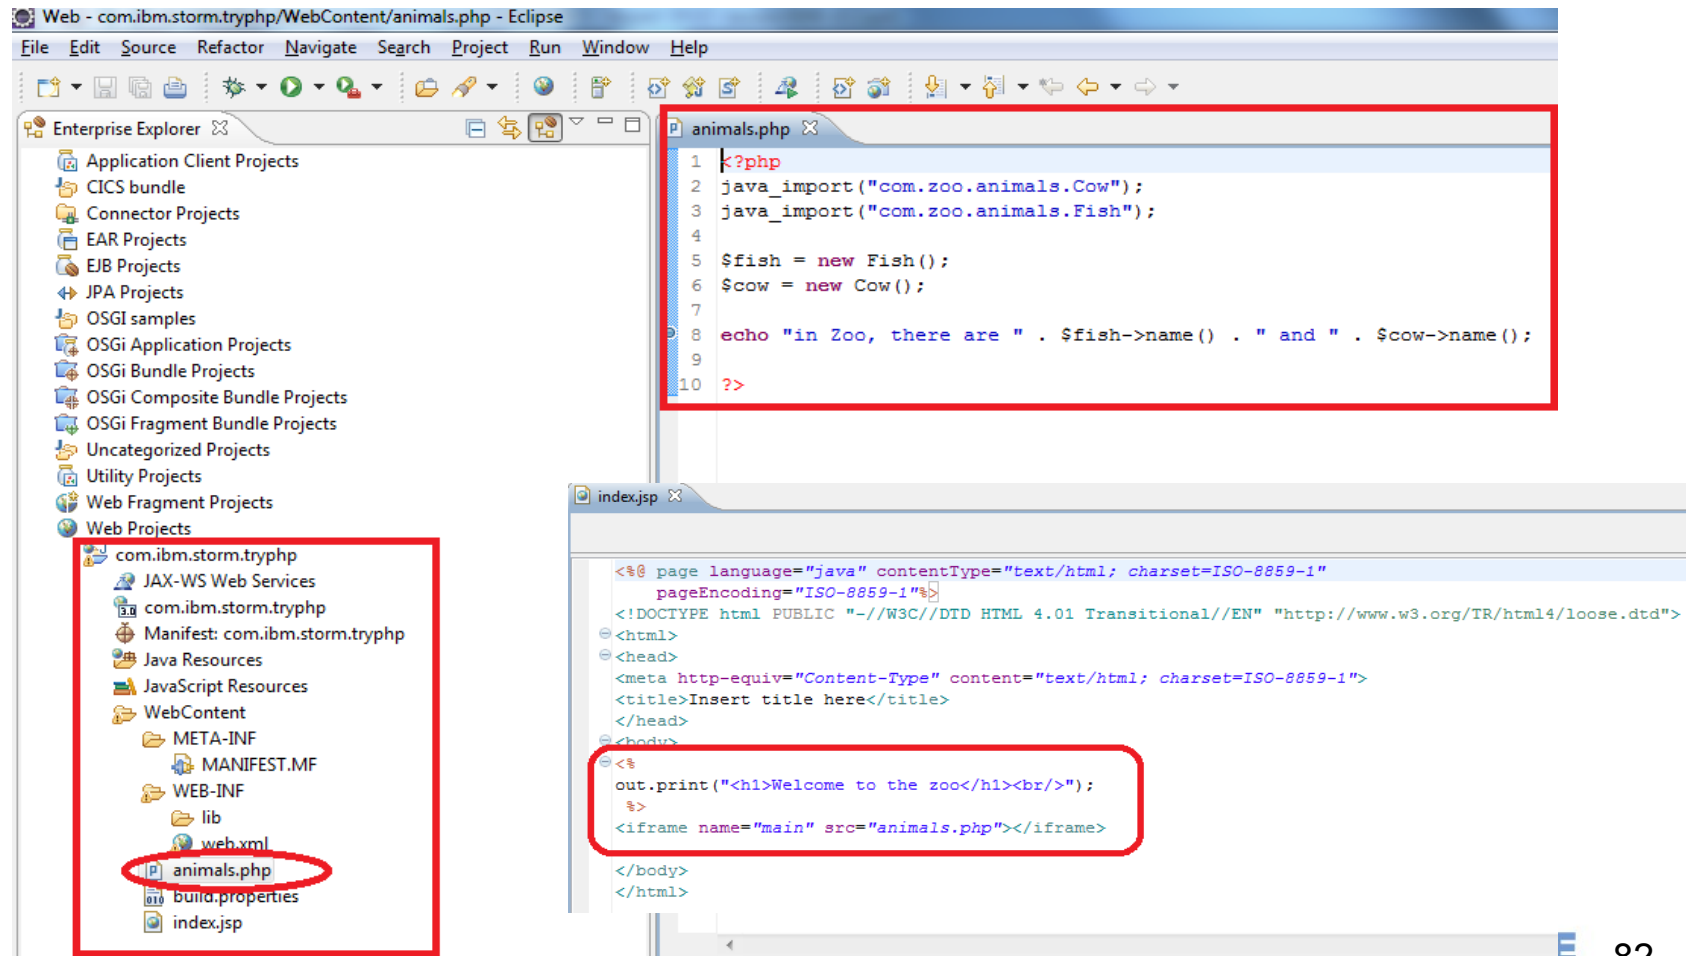 Web - com.ibm.storm.tryphp/WebContent/animals.php - Eclipse
File Edit Source Refactor Navigate Search Project Run Window Help
Enterprise Explorer
Application Client Projects
CICS bundle
Connector Projects
EAR Projects
EJB Projects
JPA Projects
OSGI samples
OSGi Application Projects
OSGi Bundle Projects
OSGi Composite Bundle Projects
OSGi Fragment Bundle Projects
Uncategorized Projects
Utility Projects
Web Fragment Projects
Web Projects
com.ibm.storm.tryphp
JAX-WS Web Services
3.0 com.ibm.storm.tryphp
Manifest: com.ibm.storm.tryphp
Java Resources
JavaScript Resources
WebContent
META-INF
MANIFEST.MF
WEB-INF
lib
web.xml
animals.php
build.properties
index.jsp
animals.php
1 <?php
2 java_import("com.zoo.animals.Cow");
3 java_import("com.zoo.animals.Fish");
4
5 $fish = new Fish();
6 $cow = new Cow();
7
8 echo "in Zoo, there are " . $fish->name() . " and " . $cow->name();
9
10 ?>
index.jsp
<%@ page language="java" contentType="text/html; charset=ISO-8859-1"
pageEncoding="ISO-8859-1"%>
<!DOCTYPE html PUBLIC "-//W3C//DTD HTML 4.01 Transitional//EN" "http://www.w3.org/TR/html4/loose.dtd">
<html>
<head>
<meta http-equiv="Content-Type" content="text/html; charset=ISO-8859-1">
<title>Insert title here</title>
</head>
<body>
<%
out.print("<h1>Welcome to the zoo</h1><br/>");
%>
<iframe name="main" src="animals.php"></iframe>
</body>
</html>
82